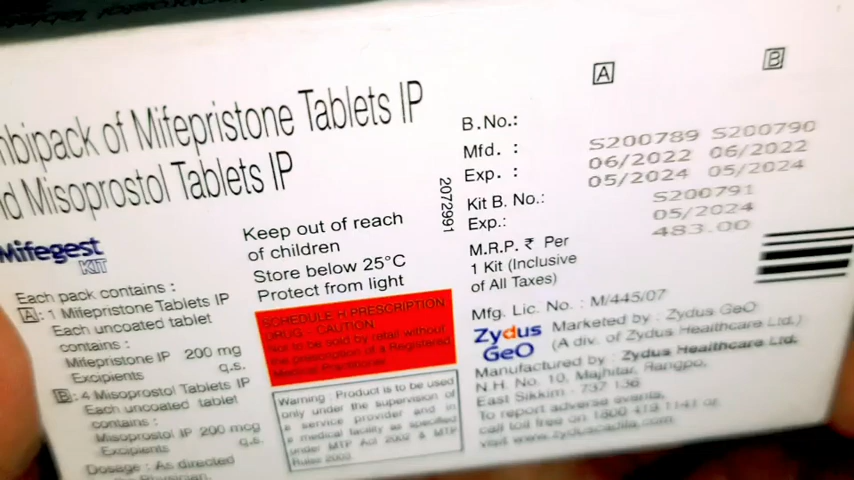 mbipack of Mifepristone Tablets IP
nd Misoprostol Tablets IP
Mifegest
KIT
Each pack contains :
A : 1 Mifepristone Tablets IP
Each uncoated tablet
contains :
Mifepristone IP 200 mg
Excipients q.s.
B : 4 Misoprostol Tablets IP
Each uncoated tablet
contains :
Misoprostol IP 200 mcg
Excipients q.s.
Dosage : As directed
Physician
Keep out of reach
of children
Store below 25°C
Protect from light
SCHEDULE H PRESCRIPTION
DRUG - CAUTION
Not to be sold by retail without
the prescription of a Registered
Medical Practitioner
Warning : Product is to be used
only under the supervision of
a service provider and in
a medical facility as specified
under MTP Act 2002 & MTP
Rules 2003
2072991
A B
B.No.: S200789 S200790
Mfd. : 06/2022 06/2022
Exp. : 05/2024 05/2024
Kit B. No.: S200791
Exp.: 05/2024
M.R.P. ₹ Per 483.00
1 Kit (Inclusive
of All Taxes)
Mfg. Lic. No. : M/445/07
Zydus
GeO
Marketed by : Zydus GeO
(A div. of Zydus Healthcare Ltd.)
Manufactured by : Zydus Healthcare Ltd.
N.H. No. 10, Majhitar, Rangpo,
East Sikkim - 737 136
To report adverse events,
call toll free on 1800 419 1141 or
visit www.zyduscadila.com